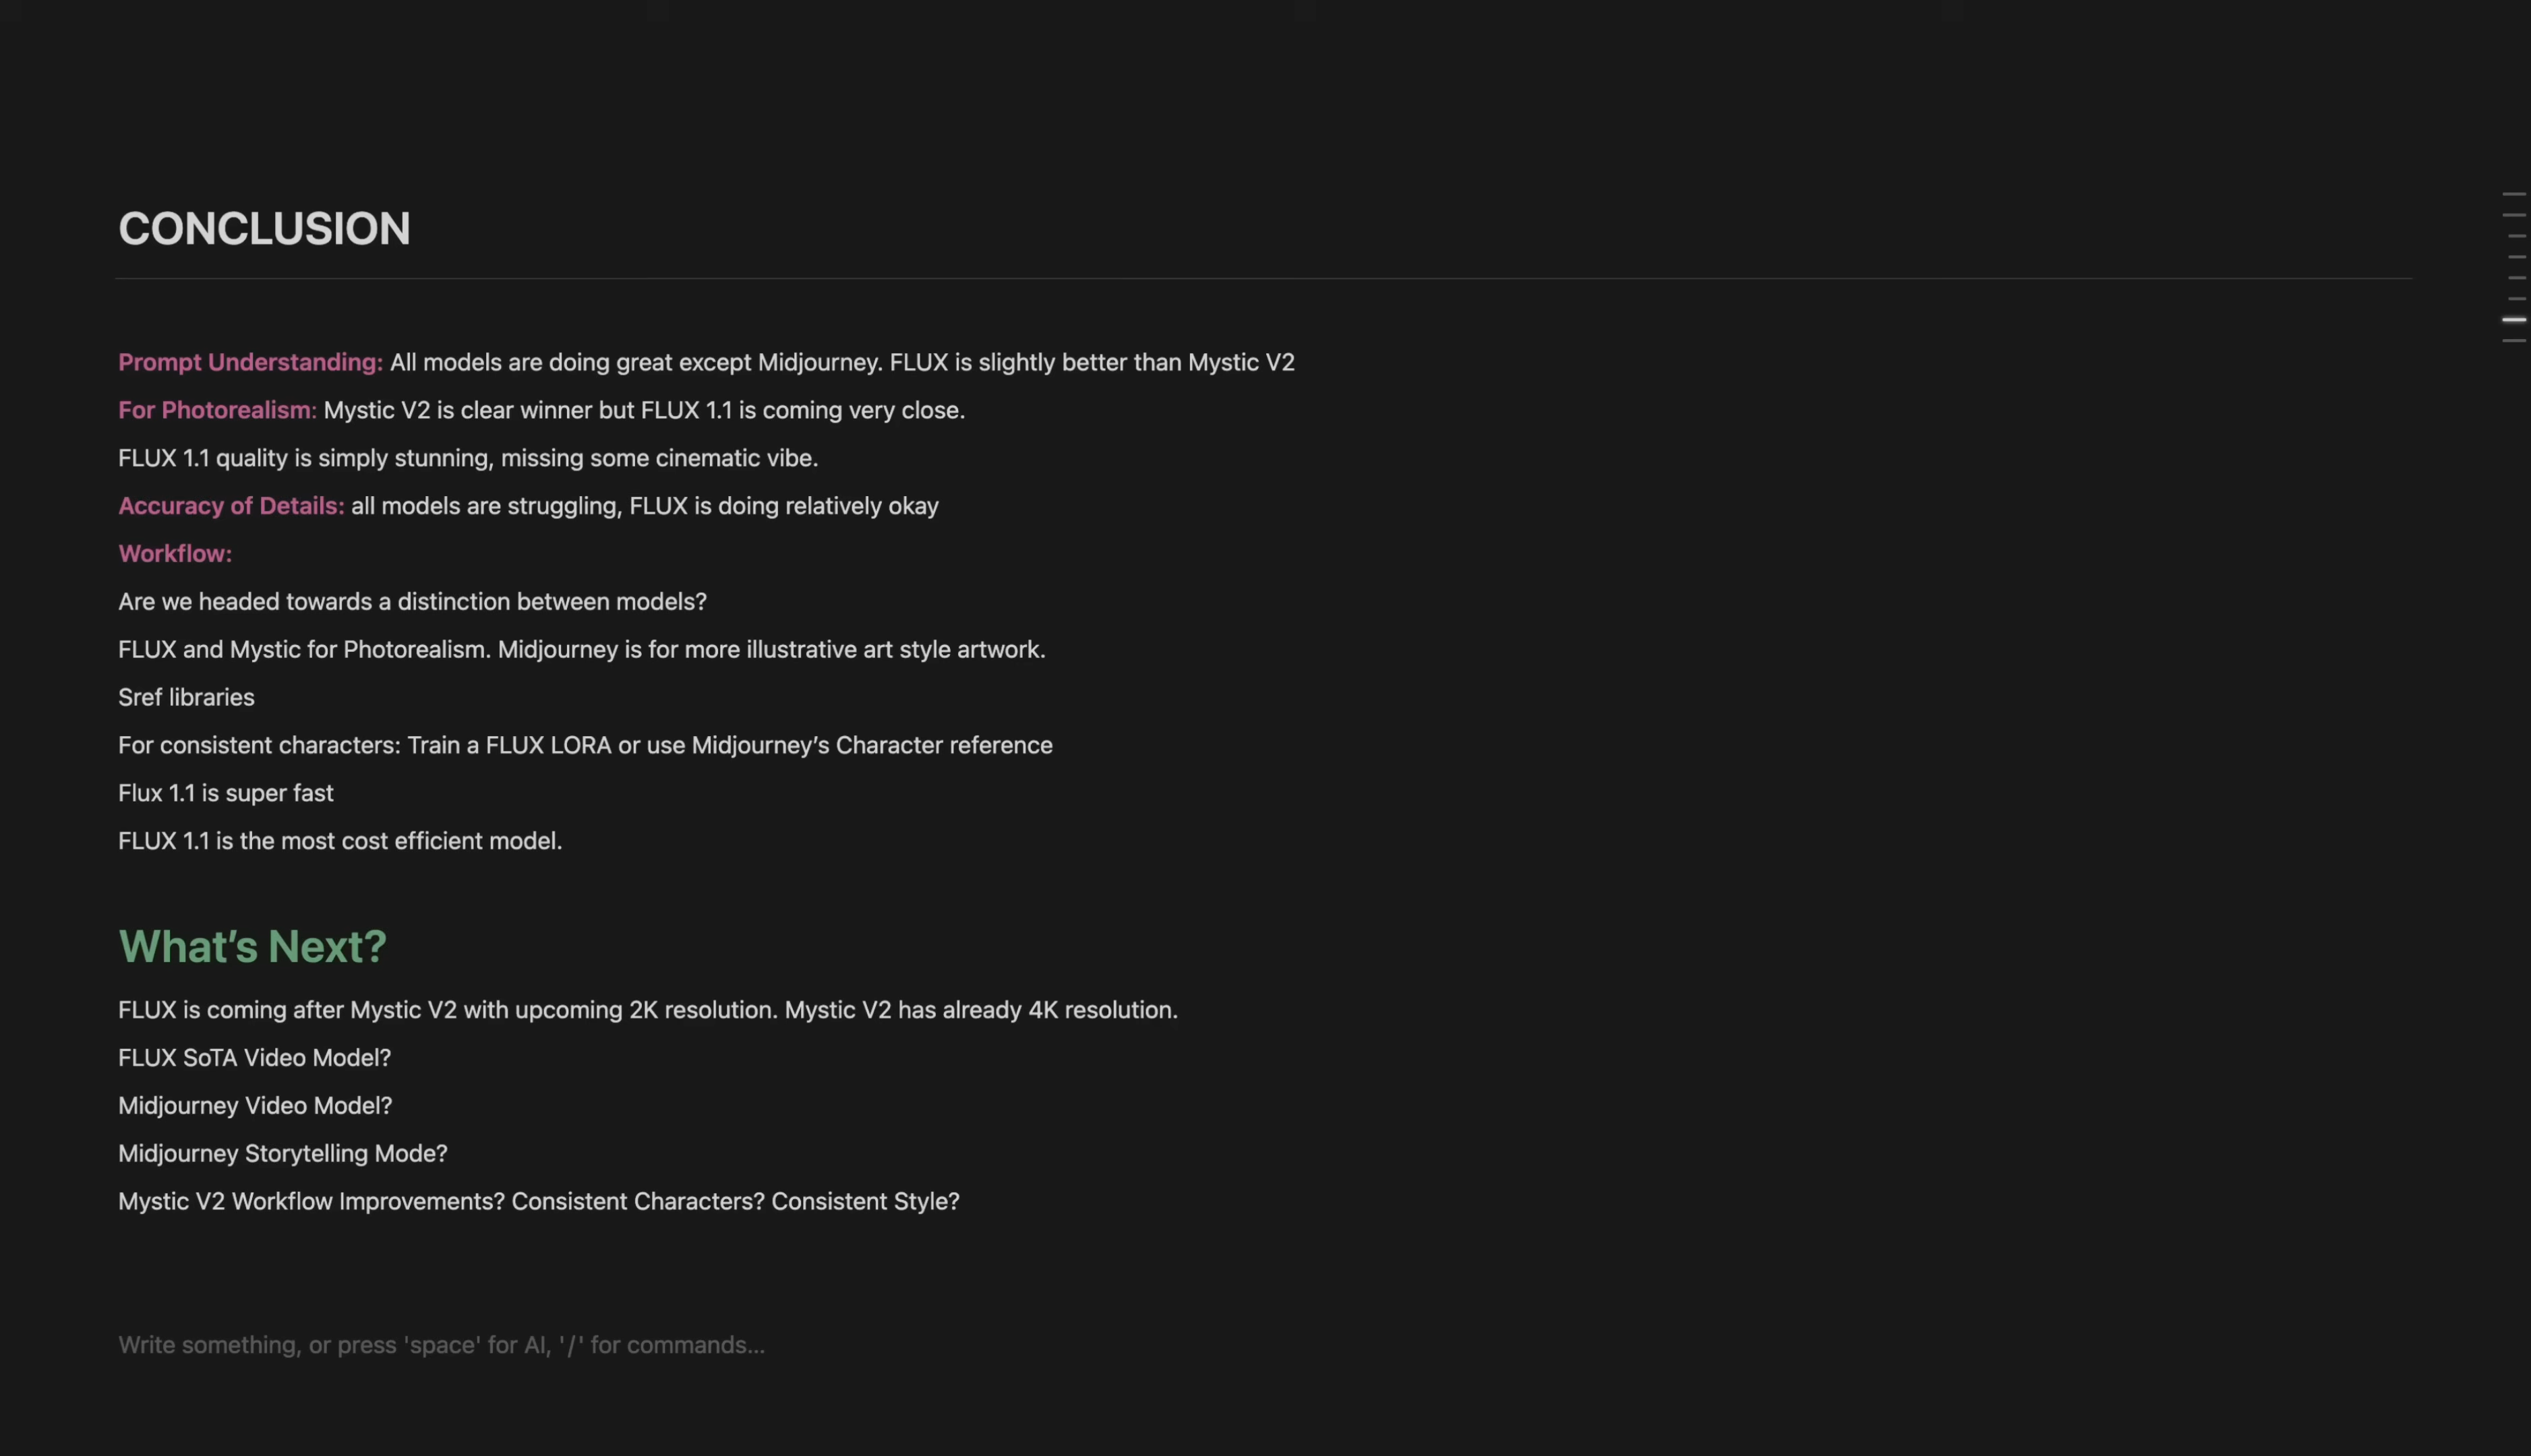 CONCLUSION
Prompt Understanding: All models are doing great except Midjourney. FLUX is slightly better than Mystic V2
For Photorealism: Mystic V2 is clear winner but FLUX 1.1 is coming very close.
FLUX 1.1 quality is simply stunning, missing some cinematic vibe.
Accuracy of Details: all models are struggling, FLUX is doing relatively okay
Workflow:
Are we headed towards a distinction between models?
FLUX and Mystic for Photorealism. Midjourney is for more illustrative art style artwork.
Sref libraries
For consistent characters: Train a FLUX LORA or use Midjourney’s Character reference
Flux 1.1 is super fast
FLUX 1.1 is the most cost efficient model.
What’s Next?
FLUX is coming after Mystic V2 with upcoming 2K resolution. Mystic V2 has already 4K resolution.
FLUX SoTA Video Model?
Midjourney Video Model?
Midjourney Storytelling Mode?
Mystic V2 Workflow Improvements? Consistent Characters? Consistent Style?
Write something, or press 'space' for AI, '/' for commands...